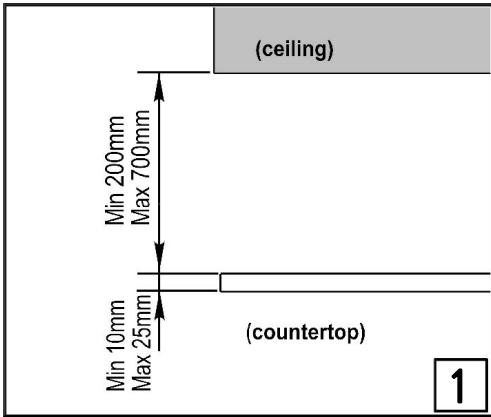 (ceiling)
Min 200mm
Max 700mm
Min 10mm
Max 25mm
(countertop)
1